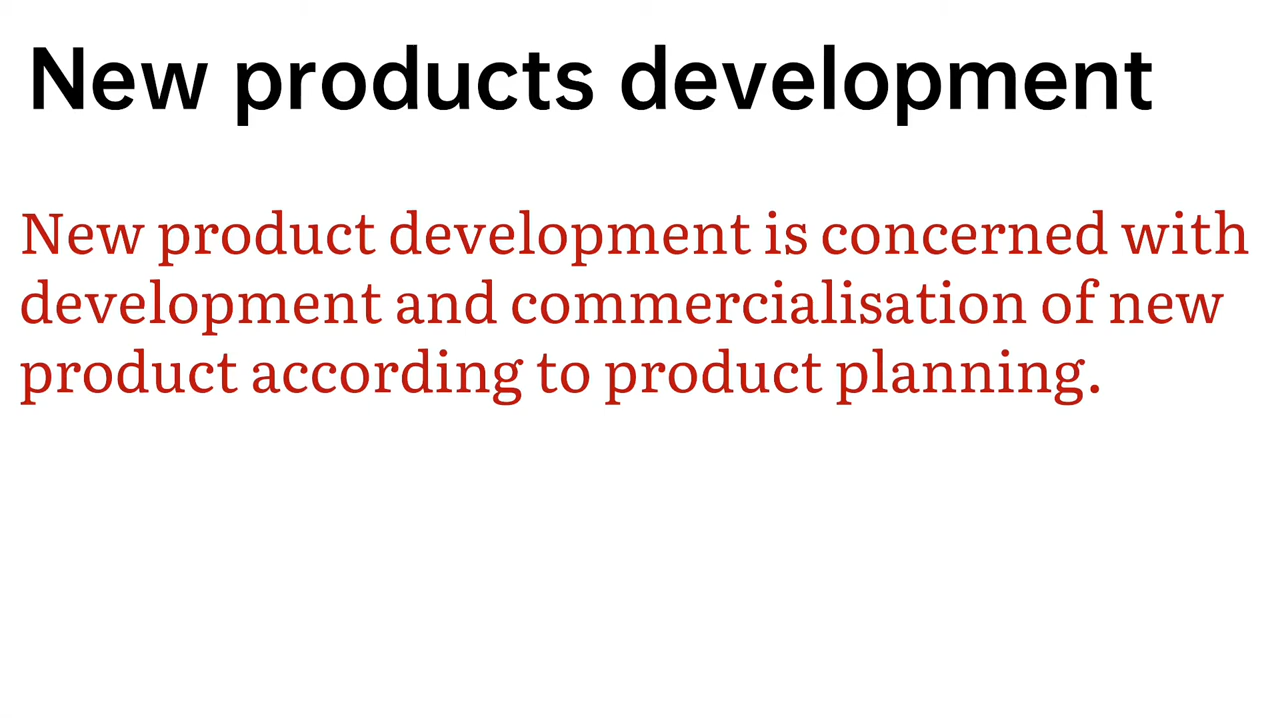 New products development
New product development is concerned with
development and commercialisation of new
product according to product planning.